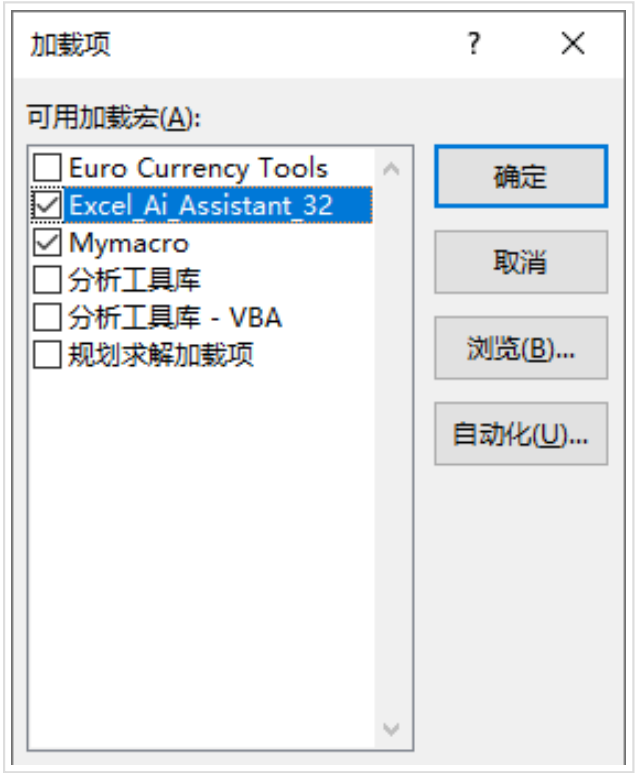 加载项
?
可用加载宏(A):
Euro Currency Tools
Excel_Ai_Assistant_32
Mymacro
分析工具库
分析工具库 - VBA
规划求解加载项
确定
取消
浏览(B)...
自动化(U)...